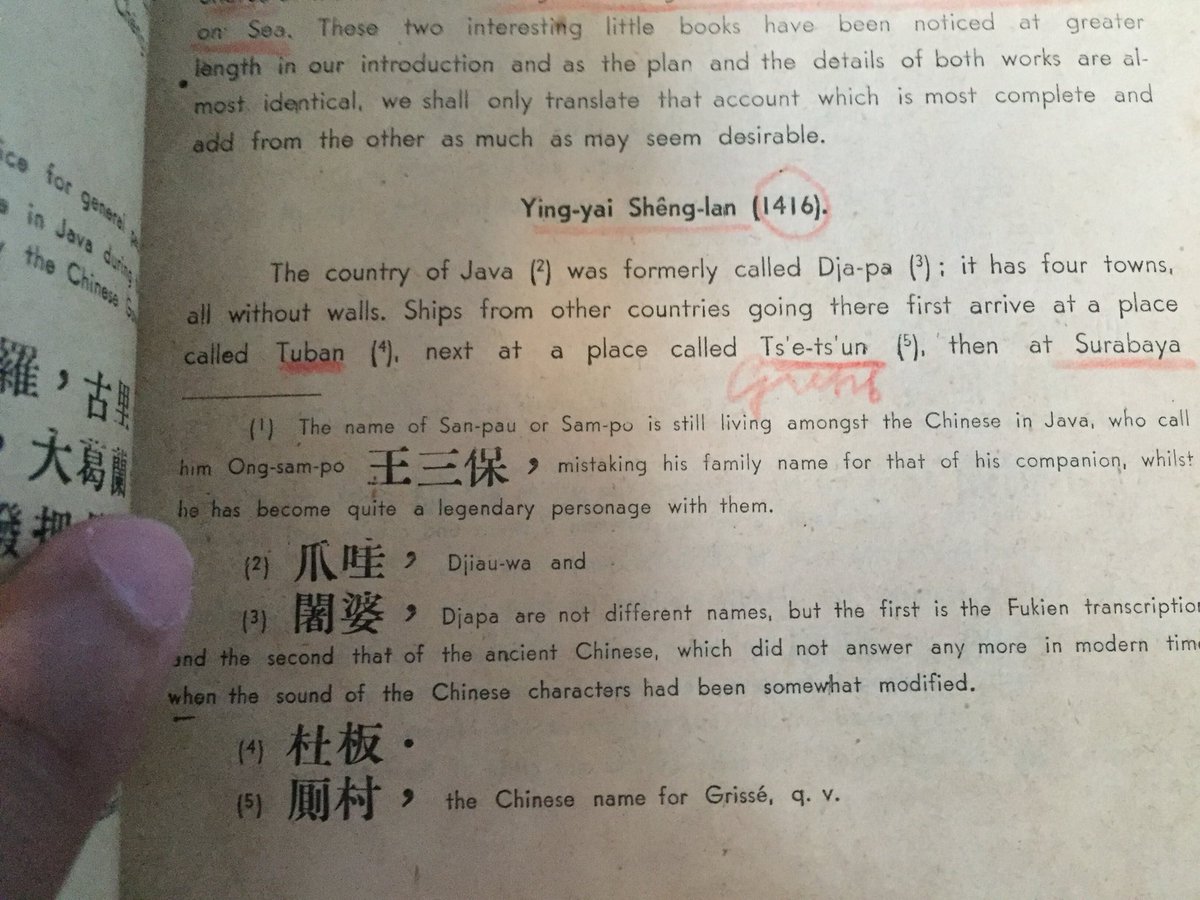 on Sea. These two interesting little books have been noticed at greater
length in our introduction and as the plan and the details of both works are al-
most identical, we shall only translate that account which is most complete and
add from the other as much as may seem desirable.
Ying-yai Shêng-lan (1416).
The country of Java (²) was formerly called Dja-pa (³); it has four towns,
all without walls. Ships from other countries going there first arrive at a place
called Tuban (⁴), next at a place called Ts'e-ts'un (⁵), then at Surabaya
(¹) The name of San-pau or Sam-po is still living amongst the Chinese in Java, who call
him Ong-sam-po 王三保, mistaking his family name for that of his companion, whilst
he has become quite a legendary personage with them.
(²) 爪哇, Djiau-wa and
(³) 闍婆, Djapa are not different names, but the first is the Fukien transcription
and the second that of the ancient Chinese, which did not answer any more in modern time
when the sound of the Chinese characters had been somewhat modified.
(⁴) 杜板.
(⁵) 厠村, the Chinese name for Grissé, q. v.
ice for general
in Java during
the Chinese
羅,古里
大葛蘭